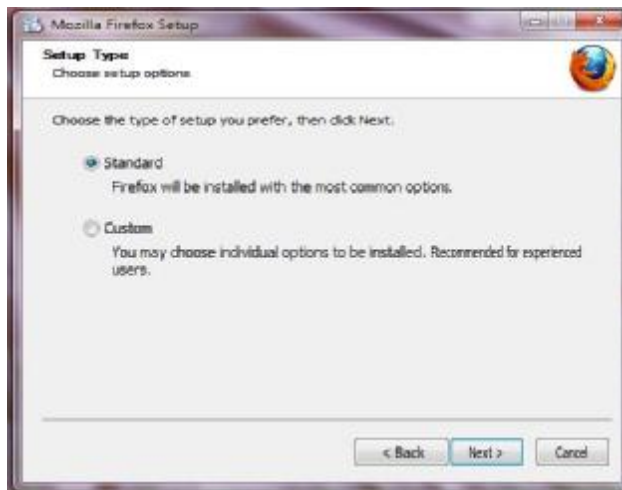 Mozilla Firefox Setup
Setup Type
Choose setup options
Choose the type of setup you prefer, then click Next.
Standard
Firefox will be installed with the most common options.
Custom
You may choose individual options to be installed. Recommended for experienced
users.
< Back Next > Cancel